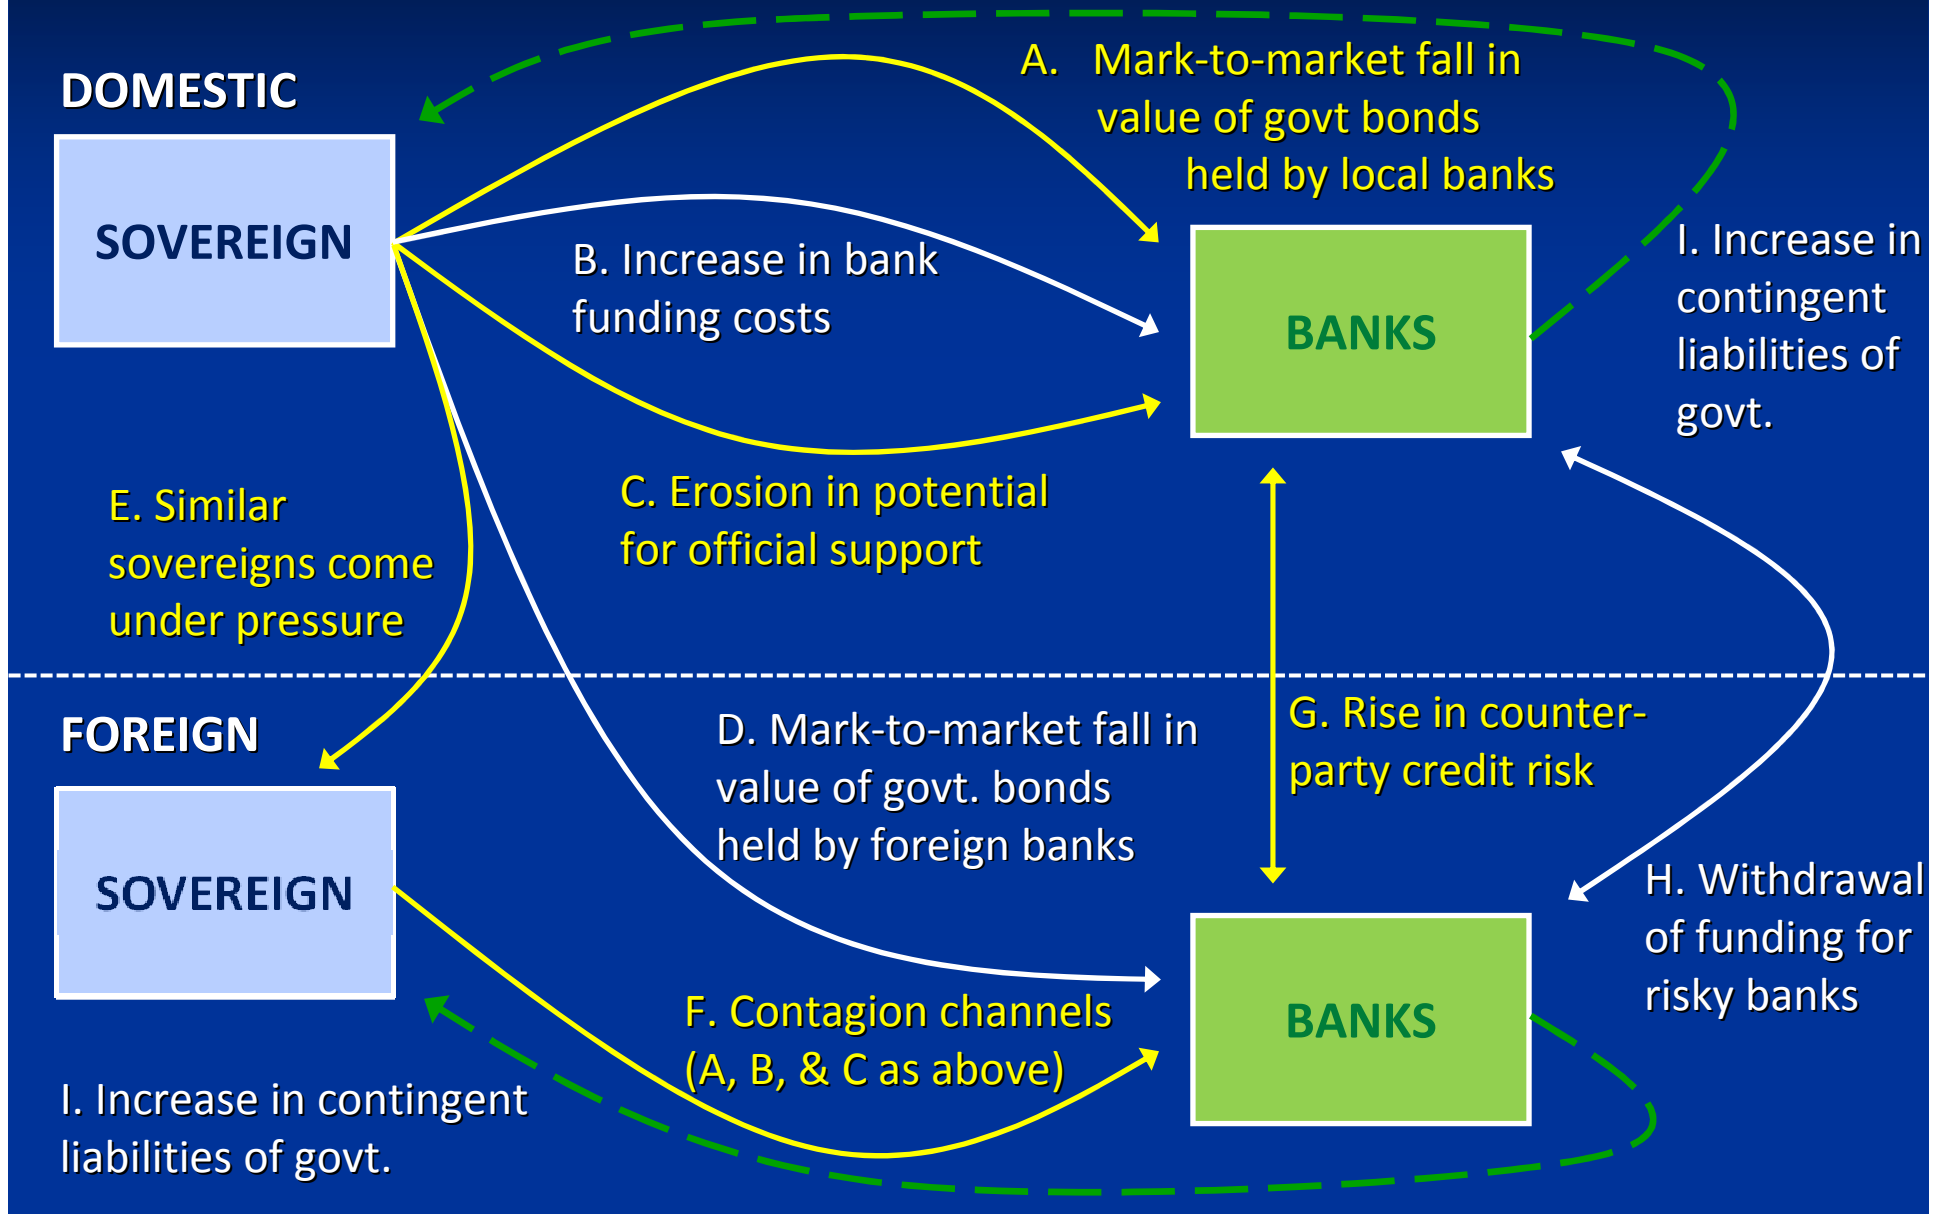 DOMESTIC
SOVEREIGN
A. Mark-to-market fall in
value of govt bonds
held by local banks
B. Increase in bank
funding costs
BANKS
I. Increase in
contingent
liabilities of
govt.
C. Erosion in potential
for official support
E. Similar
sovereigns come
under pressure
FOREIGN
SOVEREIGN
D. Mark-to-market fall in
value of govt. bonds
held by foreign banks
G. Rise in counter-
party credit risk
H. Withdrawal
of funding for
risky banks
F. Contagion channels
(A, B, & C as above)
BANKS
I. Increase in contingent
liabilities of govt.